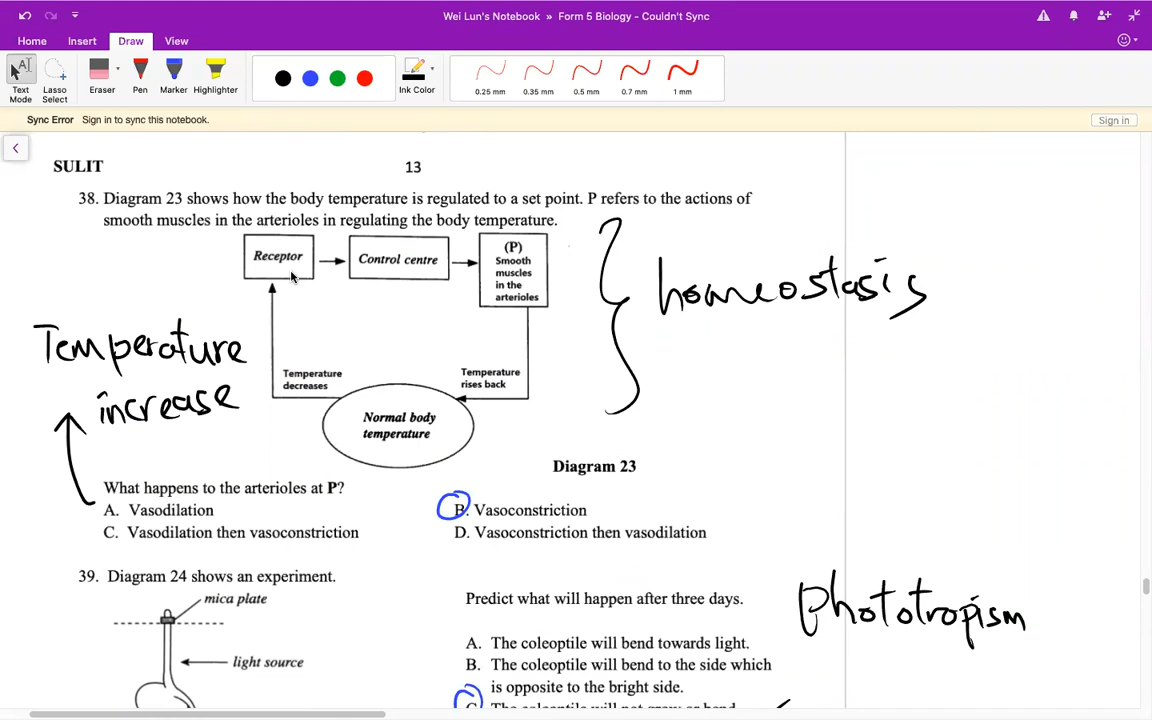 Wei Lun's Notebook » Form 5 Biology - Couldn't Sync
Home Insert Draw View
Text Mode
Lasso Select
Eraser
Pen
Marker
Highlighter
Ink Color
0.25 mm 0.35 mm 0.5 mm 0.7 mm 1 mm
Sync Error Sign in to sync this notebook. Sign in
SULIT 13
38. Diagram 23 shows how the body temperature is regulated to a set point. P refers to the actions of
smooth muscles in the arterioles in regulating the body temperature.
Receptor
Control centre
(P)
Smooth
muscles
in the
arterioles
homeostasis
Temperature
increase
Temperature
decreases
Temperature
rises back
Normal body
temperature
Diagram 23
What happens to the arterioles at P?
A. Vasodilation B. Vasoconstriction
C. Vasodilation then vasoconstriction D. Vasoconstriction then vasodilation
39. Diagram 24 shows an experiment.
mica plate
light source
Predict what will happen after three days.
phototropism
A. The coleoptile will bend towards light.
B. The coleoptile will bend to the side which
is opposite to the bright side.
C. The coleoptile will not grow or bend